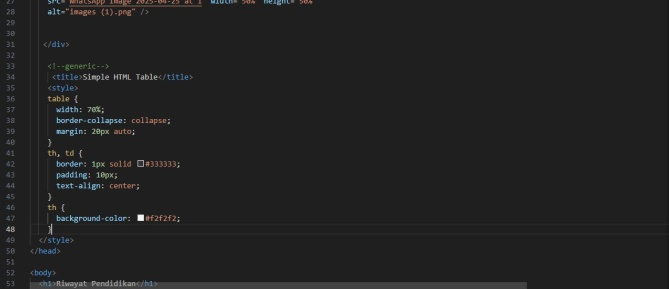 27 src="WhatsApp Image 2025-04-25 at 1 width="50%" height="50%"
28 alt="images (1).png" />
29
30
31 </div>
32
33 <!--generic-->
34 <title>Simple HTML Table</title>
35 <style>
36 table {
37 width: 70%;
38 border-collapse: collapse;
39 margin: 20px auto;
40 }
41 th, td {
42 border: 1px solid #333333;
43 padding: 10px;
44 text-align: center;
45 }
46 th {
47 background-color: #f2f2f2;
48 }
49 </style>
50 </head>
51
52 <body>
53 <h1>Riwayat Pendidikan</h1>